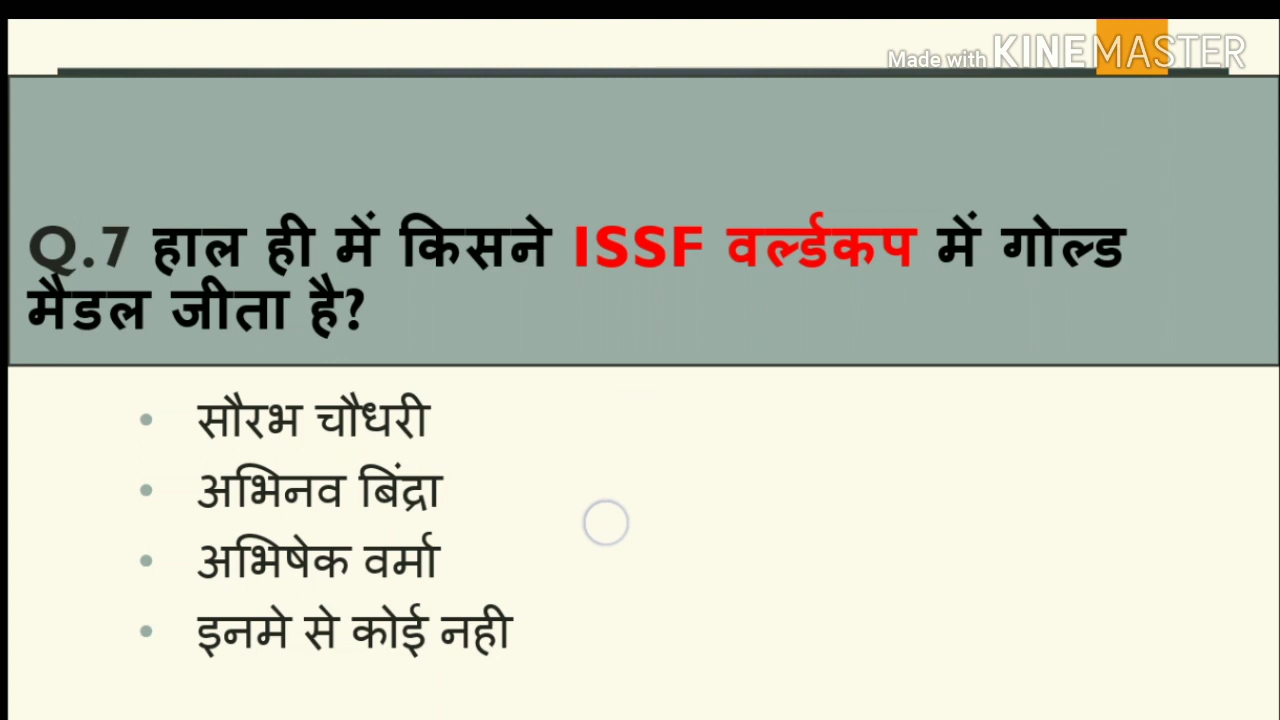 Made with KINEMASTER
Q.7 हाल ही में किसने ISSF वर्ल्डकप में गोल्ड
मैडल जीता है?
• सौरभ चौधरी
• अभिनव बिंद्रा
• अभिषेक वर्मा
• इनमे से कोई नही